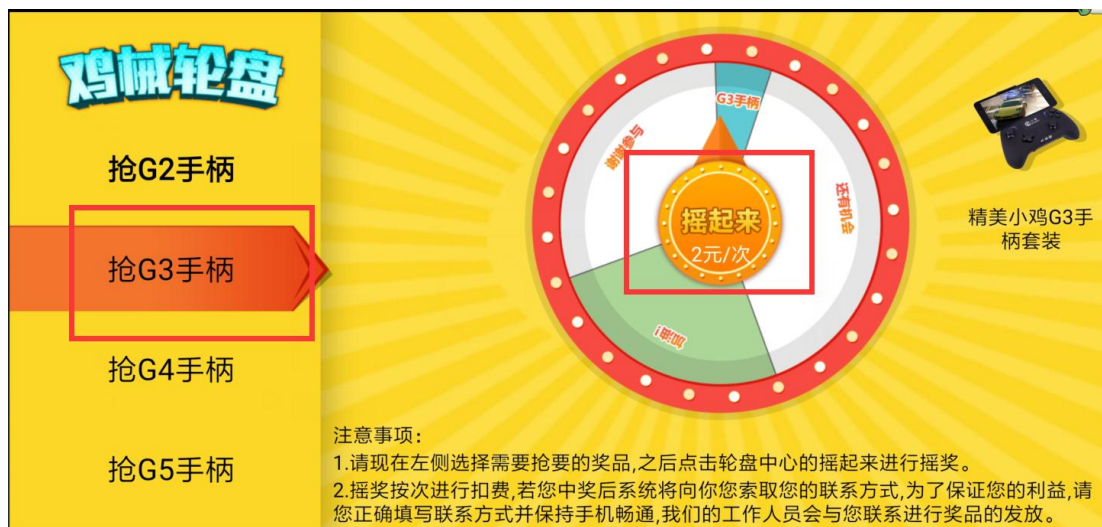 鸡械轮盘
抢G2手柄
抢G3手柄
抢G4手柄
抢G5手柄
G3手柄
谢谢参与
还有机会
摇起来
2元/次
精美小鸡G3手
柄套装
注意事项：
1.请现在左侧选择需要抢要的奖品,之后点击轮盘中心的摇起来进行摇奖。
2.摇奖按次进行扣费,若您中奖后系统将向你您索取您的联系方式,为了保证您的利益,请
您正确填写联系方式并保持手机畅通,我们的工作人员会与您联系进行奖品的发放。